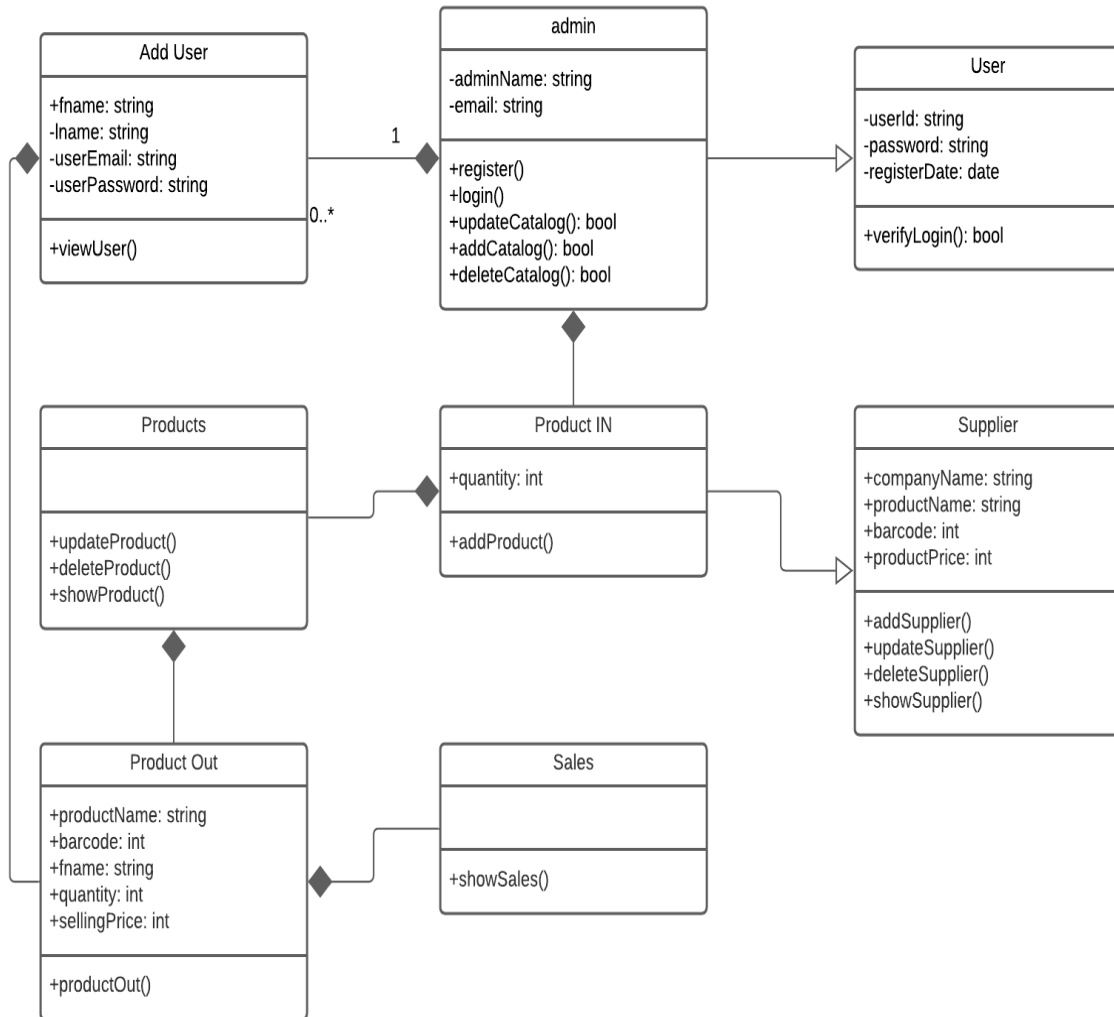 Add User
+fname: string
-lname: string
-userEmail: string
-userPassword: string
+viewUser()
1
0..*
admin
-adminName: string
-email: string
+register()
+login()
+updateCatalog(): bool
+addCatalog(): bool
+deleteCatalog(): bool
User
-userId: string
-password: string
-registerDate: date
+verifyLogin(): bool
Products
+updateProduct()
+deleteProduct()
+showProduct()
Product IN
+quantity: int
+addProduct()
Supplier
+companyName: string
+productName: string
+barcode: int
+productPrice: int
+addSupplier()
+updateSupplier()
+deleteSupplier()
+showSupplier()
Product Out
+productName: string
+barcode: int
+fname: string
+quantity: int
+sellingPrice: int
+productOut()
Sales
+showSales()